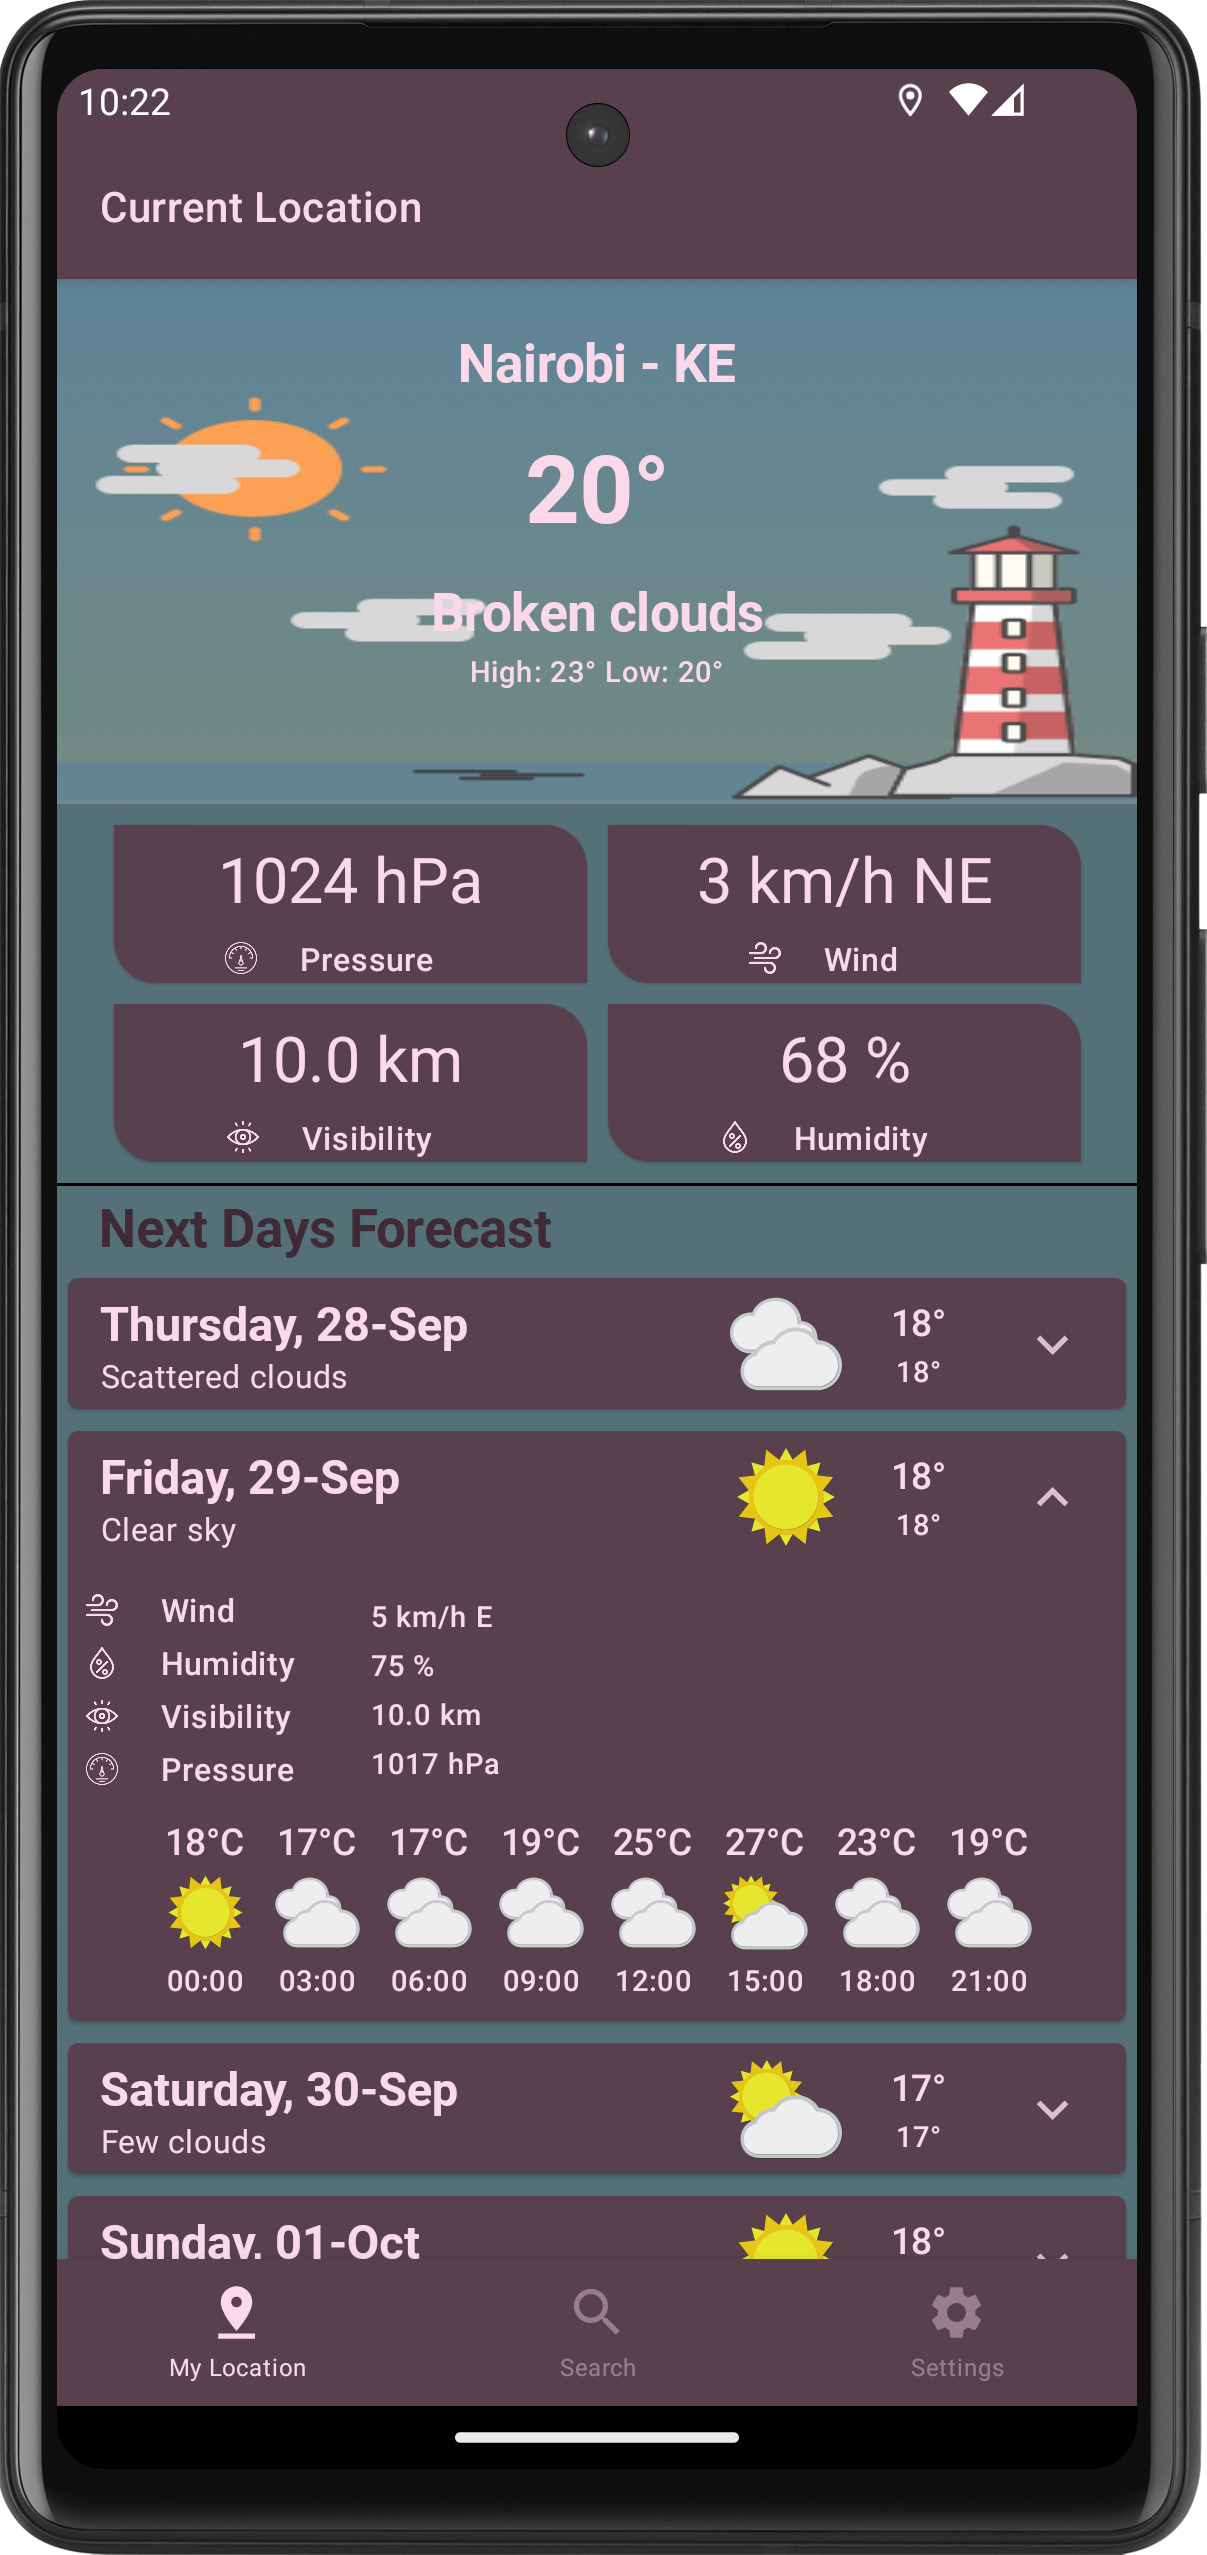 10:22
Current Location
Nairobi - KE
20°
Broken clouds
High: 23° Low: 20°
1024 hPa
3 km/h NE
Pressure
Wind
10.0 km
68 %
Visibility
Humidity
Next Days Forecast
Thursday, 28-Sep
18°
Scattered clouds
18°
Friday, 29-Sep
18°
Clear sky
18°
Wind 5 km/h E
Humidity 75 %
Visibility 10.0 km
Pressure 1017 hPa
18°C 17°C 17°C 19°C 25°C 27°C 23°C 19°C
00:00 03:00 06:00 09:00 12:00 15:00 18:00 21:00
Saturday, 30-Sep
17°
Few clouds
17°
Sunday, 01-Oct
18°
My Location Search Settings